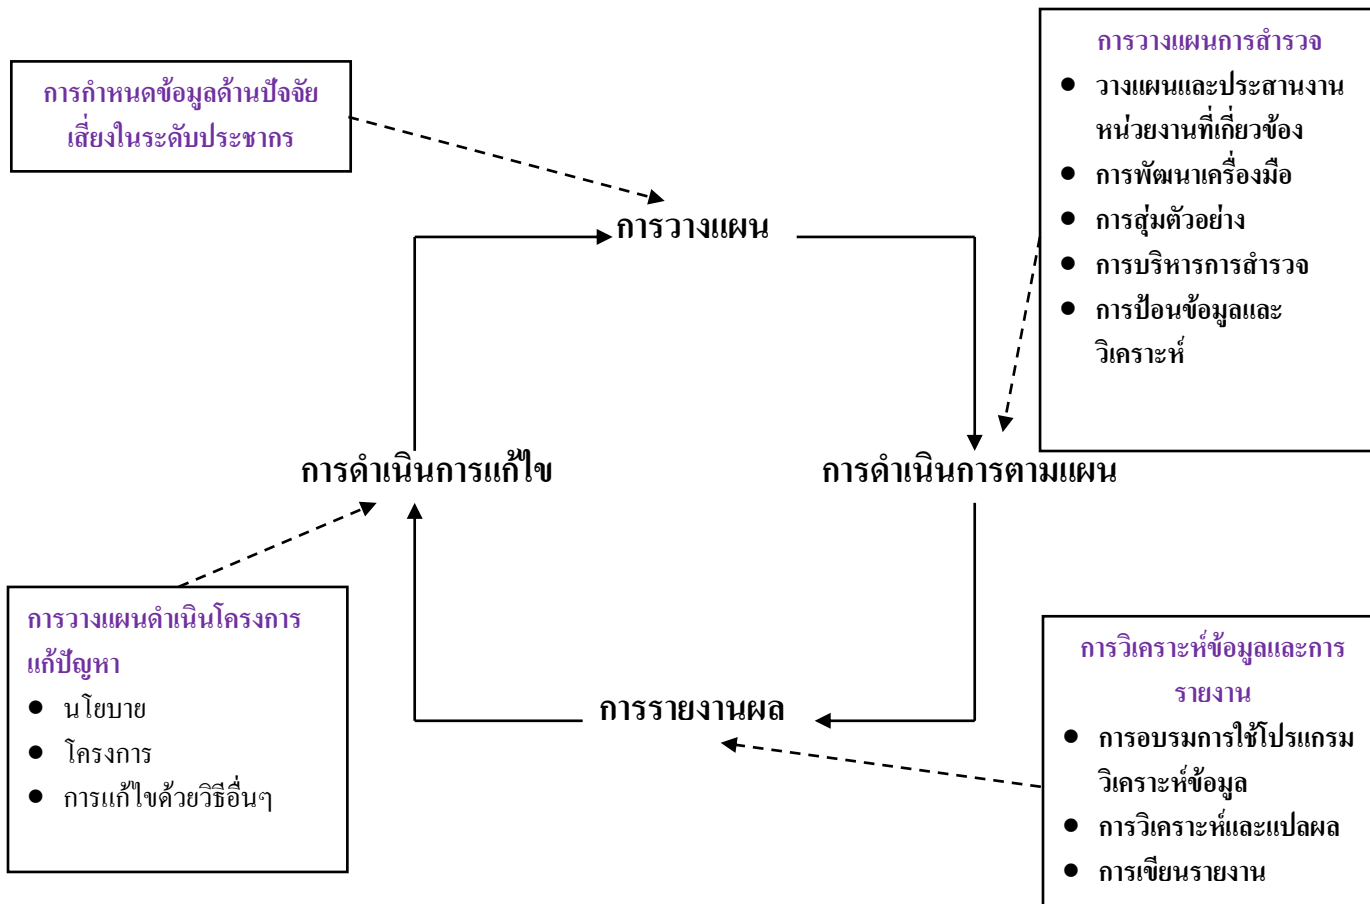 การกำหนดข้อมูลด้านปัจจัย
เสี่ยงในระดับประชากร
การวางแผนการสำรวจ
● วางแผนและประสานงาน
หน่วยงานที่เกี่ยวข้อง
● การพัฒนาเครื่องมือ
● การสุ่มตัวอย่าง
● การบริหารการสำรวจ
● การป้อนข้อมูลและ
วิเคราะห์
การวางแผน
การดำเนินการแก้ไข
การดำเนินการตามแผน
การวางแผนดำเนินโครงการ
แก้ปัญหา
● นโยบาย
● โครงการ
● การแก้ไขด้วยวิธีอื่นๆ
การรายงานผล
การวิเคราะห์ข้อมูลและการ
รายงาน
● การอบรมการใช้โปรแกรม
วิเคราะห์ข้อมูล
● การวิเคราะห์และแปลผล
● การเขียนรายงาน